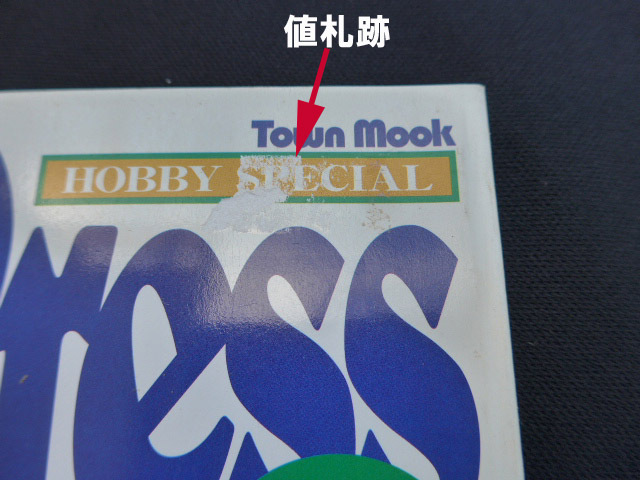 値札跡
Town Mook
HOBBY SPECIAL
ress